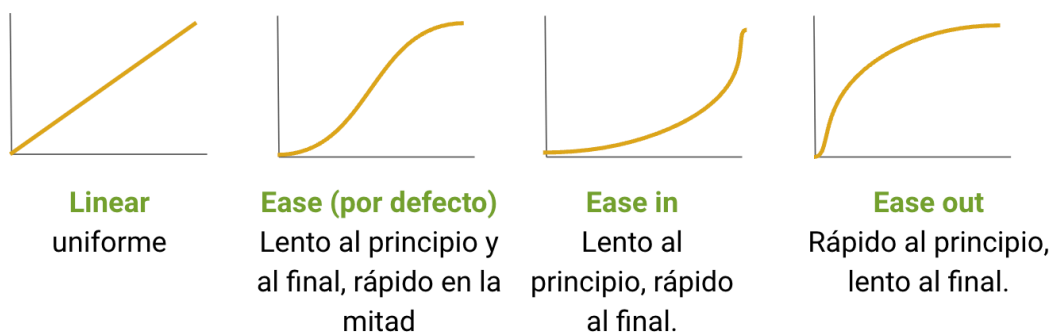 Linear
uniforme
Ease (por defecto)
Lento al principio y
al final, rápido en la
mitad
Ease in
Lento al
principio, rápido
al final.
Ease out
Rápido al principio,
lento al final.